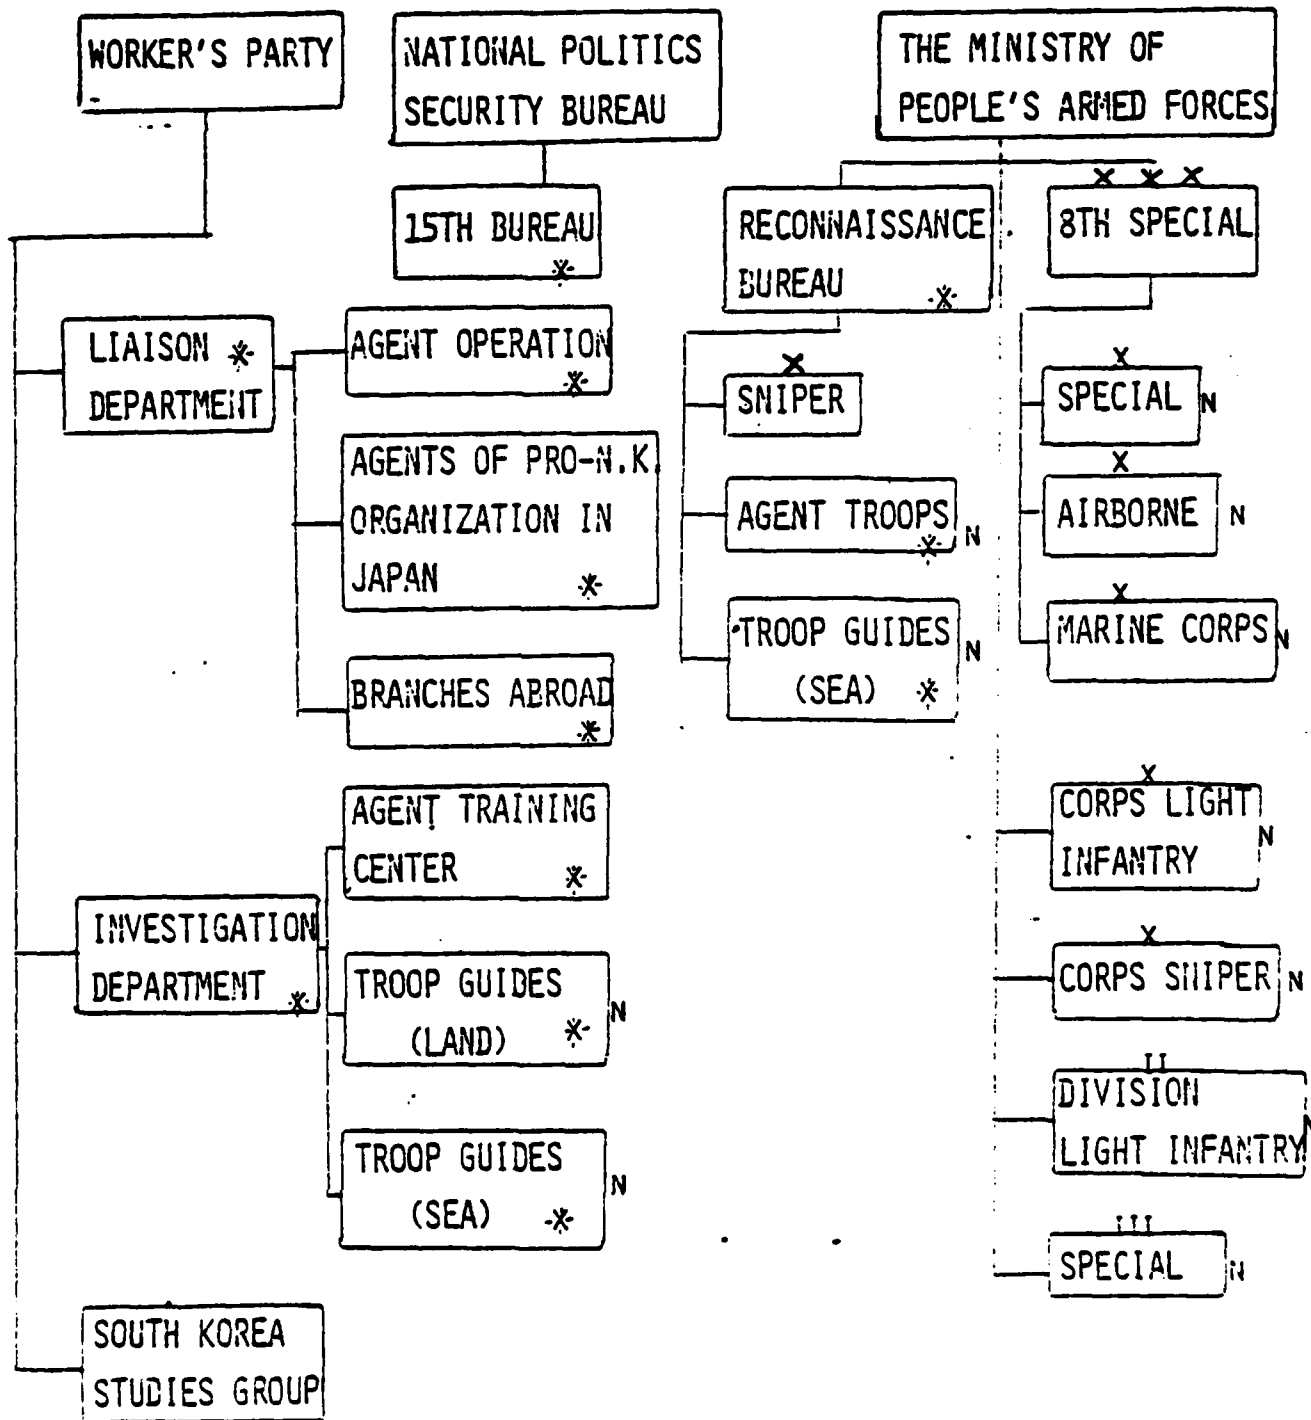 WORKER'S PARTY
NATIONAL POLITICS
SECURITY BUREAU
THE MINISTRY OF
PEOPLE'S ARMED FORCES
15TH BUREAU
*
RECONNAISSANCE
BUREAU
*
X X X
8TH SPECIAL
LIAISON *
DEPARTMENT
AGENT OPERATION
*
AGENTS OF PRO-N.K.
ORGANIZATION IN
JAPAN *
BRANCHES ABROAD
*
X
SNIPER
AGENT TROOPS N
*
TROOP GUIDES N
(SEA) *
X
SPECIAL N
X
AIRBORNE N
X
MARINE CORPS N
INVESTIGATION
DEPARTMENT *
AGENT TRAINING
CENTER *
TROOP GUIDES N
(LAND) *
TROOP GUIDES N
(SEA) *
X
CORPS LIGHT
INFANTRY N
X
CORPS SNIPER N
II
DIVISION N
LIGHT INFANTRY
III
SPECIAL N
SOUTH KOREA
STUDIES GROUP